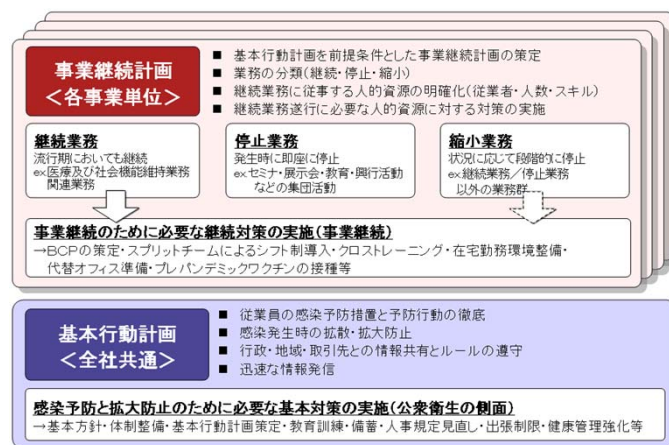 事業継続計画
＜各事業単位＞
■ 基本行動計画を前提条件とした事業継続計画の策定
■ 業務の分類(継続・停止・縮小)
■ 継続業務に従事する人的資源の明確化(従業者・人数・スキル)
■ 継続業務遂行に必要な人的資源に対する対策の実施
継続業務
流行期においても継続
ex医療及び社会機能維持業務
関連業務
停止業務
発生時に即座に停止
exセミナ・展示会・教育・興行活動
などの集団活動
縮小業務
状況に応じて段階的に停止
ex継続業務／停止業務
以外の業務群
事業継続のために必要な継続対策の実施(事業継続)
→BCPの策定・スプリットチームによるシフト制導入・クロストレーニング・在宅勤務環境整備・
代替オフィス準備・プレパンデミックワクチンの接種等
基本行動計画
＜全社共通＞
■ 従業員の感染予防措置と予防行動の徹底
■ 感染発生時の拡散・拡大防止
■ 行政・地域・取引先との情報共有とルールの遵守
■ 迅速な情報発信
感染予防と拡大防止のために必要な基本対策の実施(公衆衛生の側面)
→基本方針・体制整備・基本行動計画策定・教育訓練・備蓄・人事規定見直し・出張制限・健康管理強化等